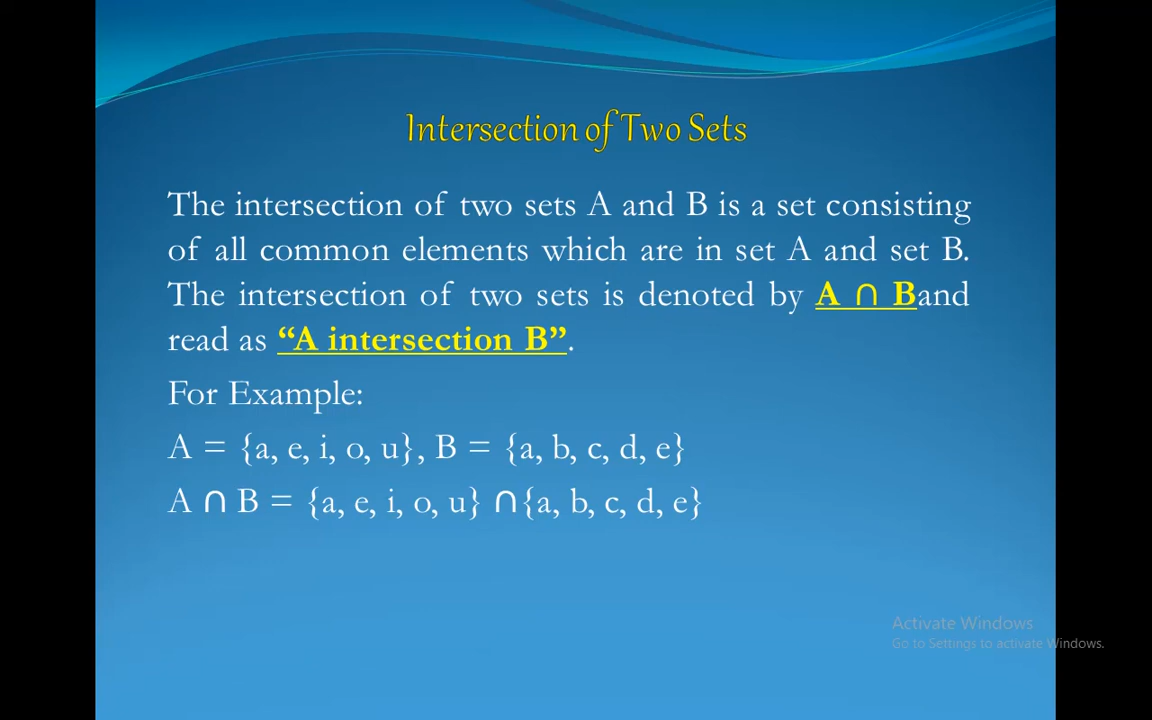 Intersection of Two Sets
The intersection of two sets A and B is a set consisting
of all common elements which are in set A and set B.
The intersection of two sets is denoted by A ∩ Band
read as “A intersection B”.
For Example:
A = {a, e, i, o, u}, B = {a, b, c, d, e}
A ∩ B = {a, e, i, o, u} ∩{a, b, c, d, e}
Activate Windows
Go to Settings to activate Windows.